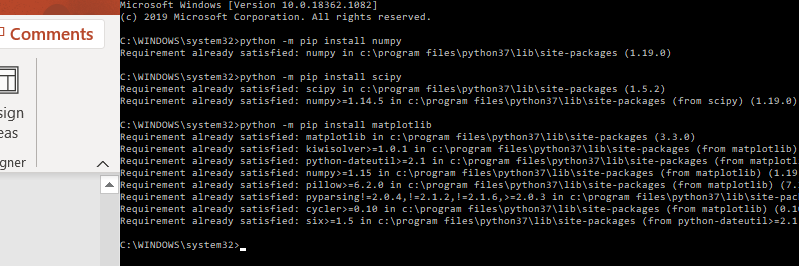 Comments
sign
eas
gner
Microsoft Windows [Version 10.0.18362.1082]
(c) 2019 Microsoft Corporation. All rights reserved.
C:\WINDOWS\system32>python -m pip install numpy
Requirement already satisfied: numpy in c:\program files\python37\lib\site-packages (1.19.0)
C:\WINDOWS\system32>python -m pip install scipy
Requirement already satisfied: scipy in c:\program files\python37\lib\site-packages (1.5.2)
Requirement already satisfied: numpy>=1.14.5 in c:\program files\python37\lib\site-packages (from scipy) (1.19.0)
C:\WINDOWS\system32>python -m pip install matplotlib
Requirement already satisfied: matplotlib in c:\program files\python37\lib\site-packages (3.3.0)
Requirement already satisfied: kiwisolver>=1.0.1 in c:\program files\python37\lib\site-packages (from matplotlib)
Requirement already satisfied: python-dateutil>=2.1 in c:\program files\python37\lib\site-packages (from matplotl
Requirement already satisfied: numpy>=1.15 in c:\program files\python37\lib\site-packages (from matplotlib) (1.19
Requirement already satisfied: pillow>=6.2.0 in c:\program files\python37\lib\site-packages (from matplotlib) (7.
Requirement already satisfied: pyparsing!=2.0.4,!=2.1.2,!=2.1.6,>=2.0.3 in c:\program files\python37\lib\site-pac
Requirement already satisfied: cycler>=0.10 in c:\program files\python37\lib\site-packages (from matplotlib) (0.10
Requirement already satisfied: six>=1.5 in c:\program files\python37\lib\site-packages (from python-dateutil>=2.1
C:\WINDOWS\system32>